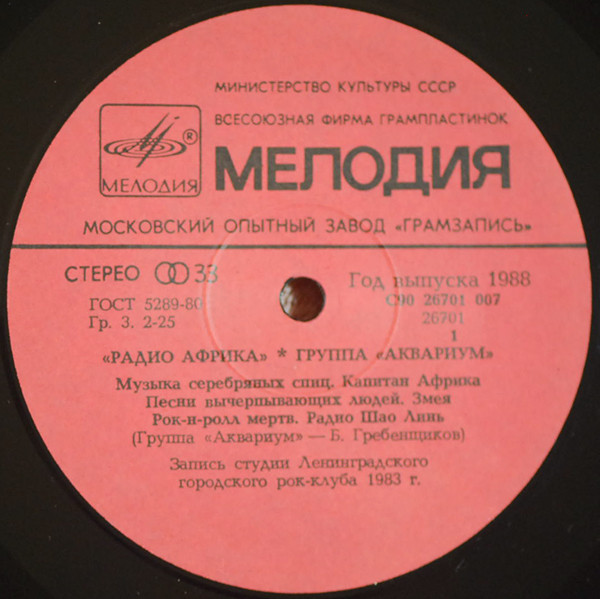 МИНИСТЕРСТВО КУЛЬТУРЫ СССР
ВСЕСОЮЗНАЯ ФИРМА ГРАМПЛАСТИНОК
®
МЕЛОДИЯ
МЕЛОДИЯ
МОСКОВСКИЙ ОПЫТНЫЙ ЗАВОД «ГРАМЗАПИСЬ»
СТЕРЕО 33
Год выпуска 1988
ГОСТ 5289-80
С90 26701 007
Гр. 3. 2-25
26701
1
«РАДИО АФРИКА» * ГРУППА «АКВАРИУМ»
Музыка серебряных спиц. Капитан Африка
Песни вычерпывающих людей. Змея
Рок-н-ролл мертв. Радио Шао Линь
(Группа «Аквариум» — Б. Гребенщиков)
Запись студии Ленинградского
городского рок-клуба 1983 г.